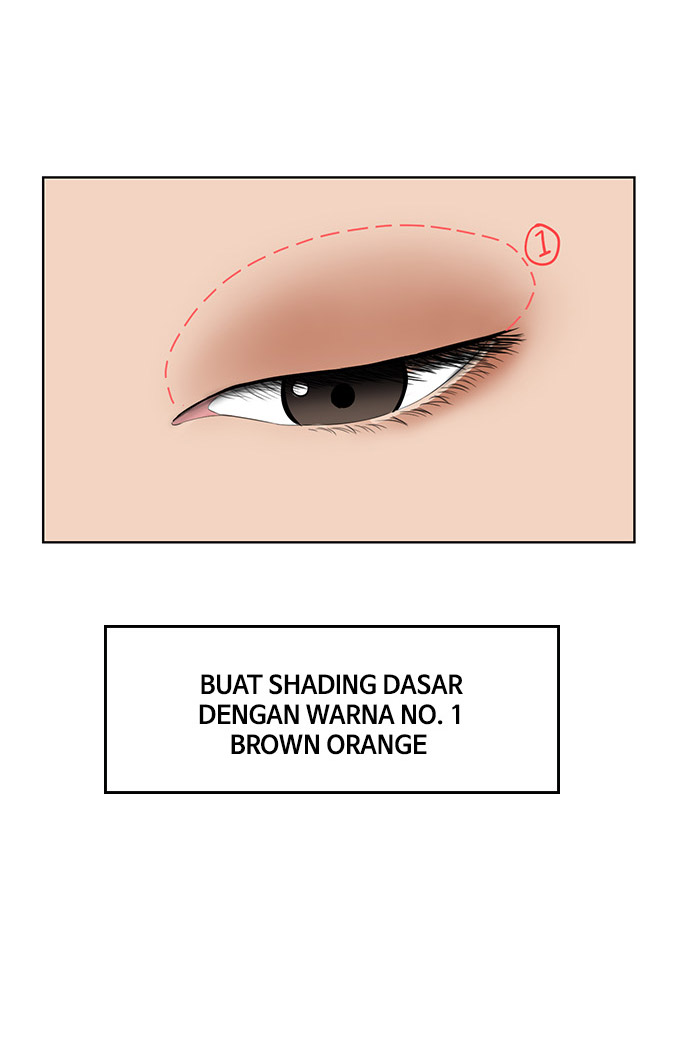 1
BUAT SHADING DASAR
DENGAN WARNA NO. 1
BROWN ORANGE